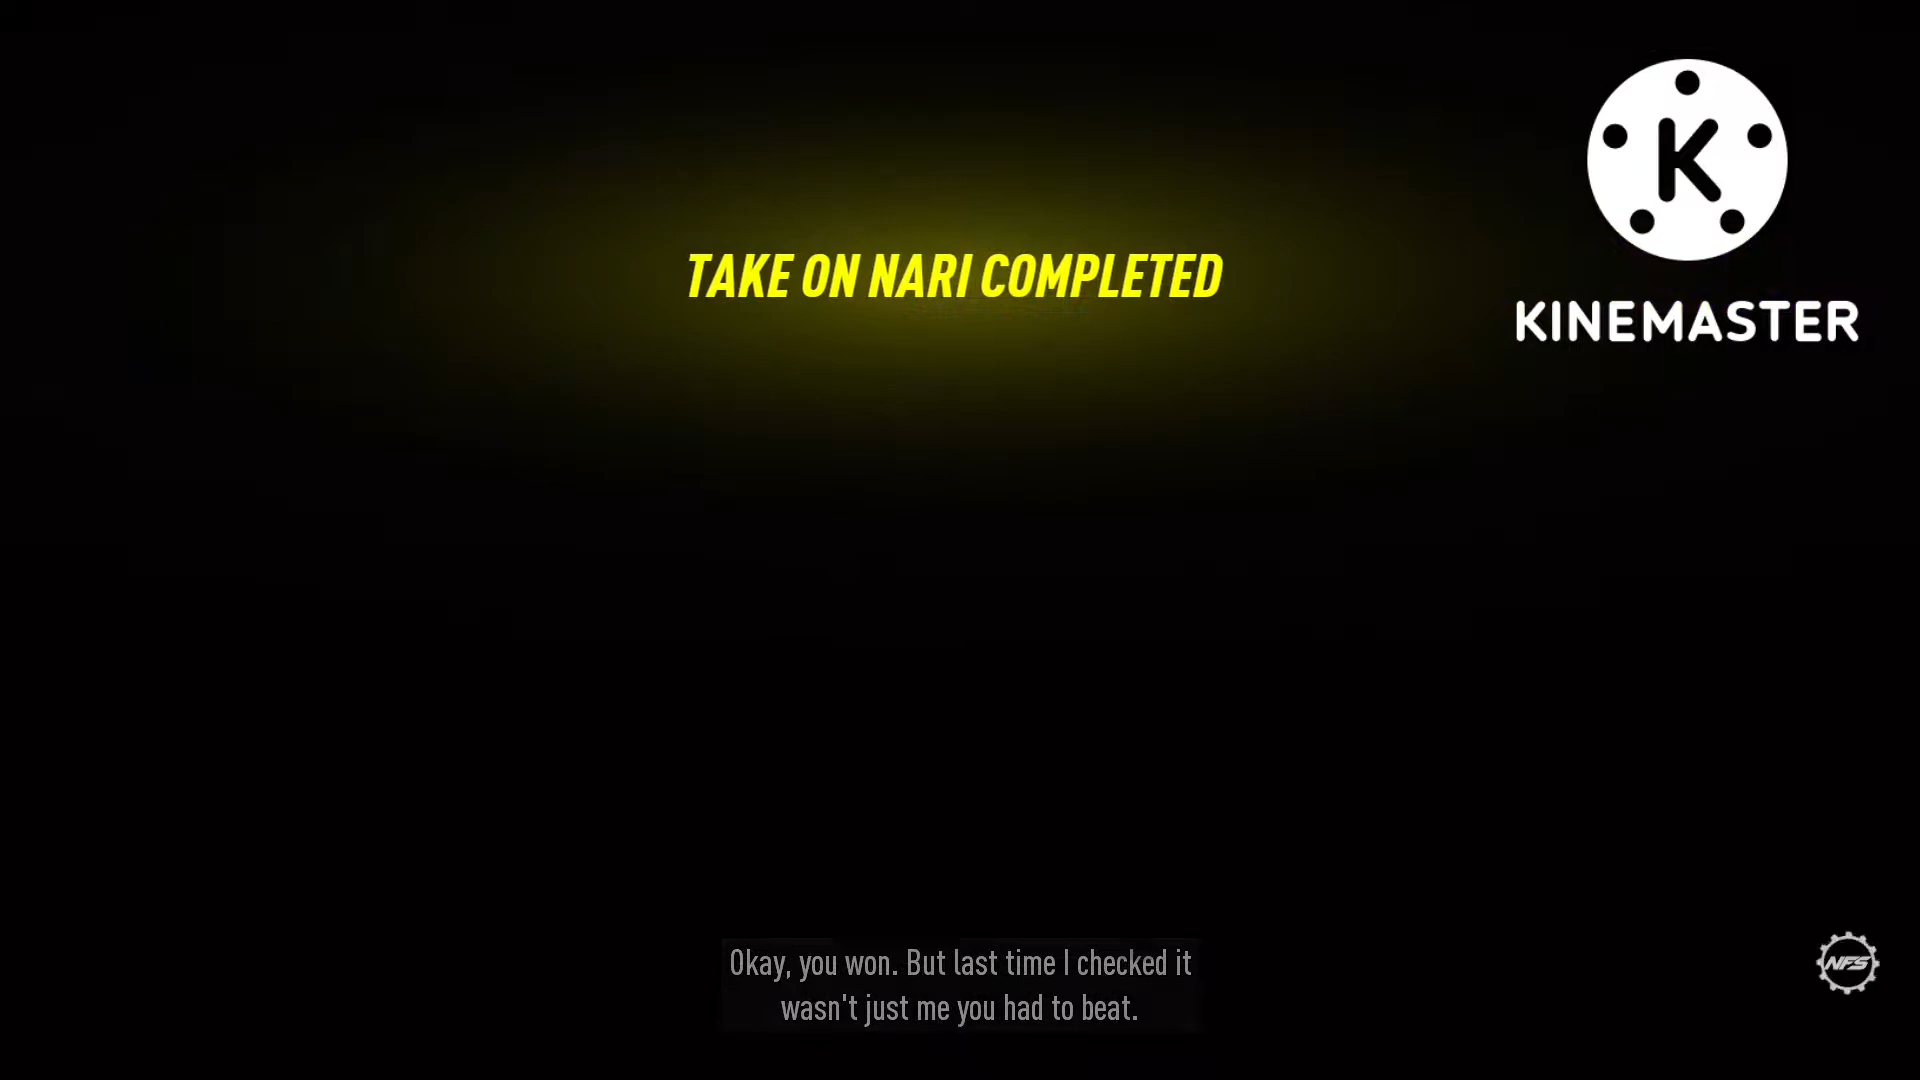 K
KINEMASTER
TAKE ON NARI COMPLETED
NFS
Okay, you won. But last time I checked it
wasn't just me you had to beat.